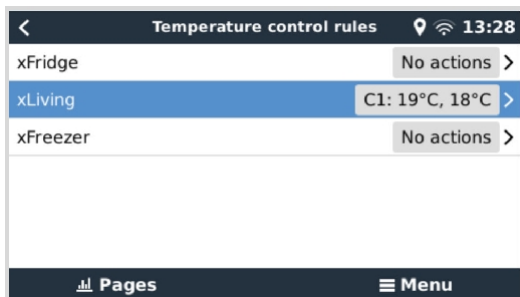 Temperature control rules 13:28
xFridge No actions
xLiving C1: 19°C, 18°C
xFreezer No actions
Pages Menu